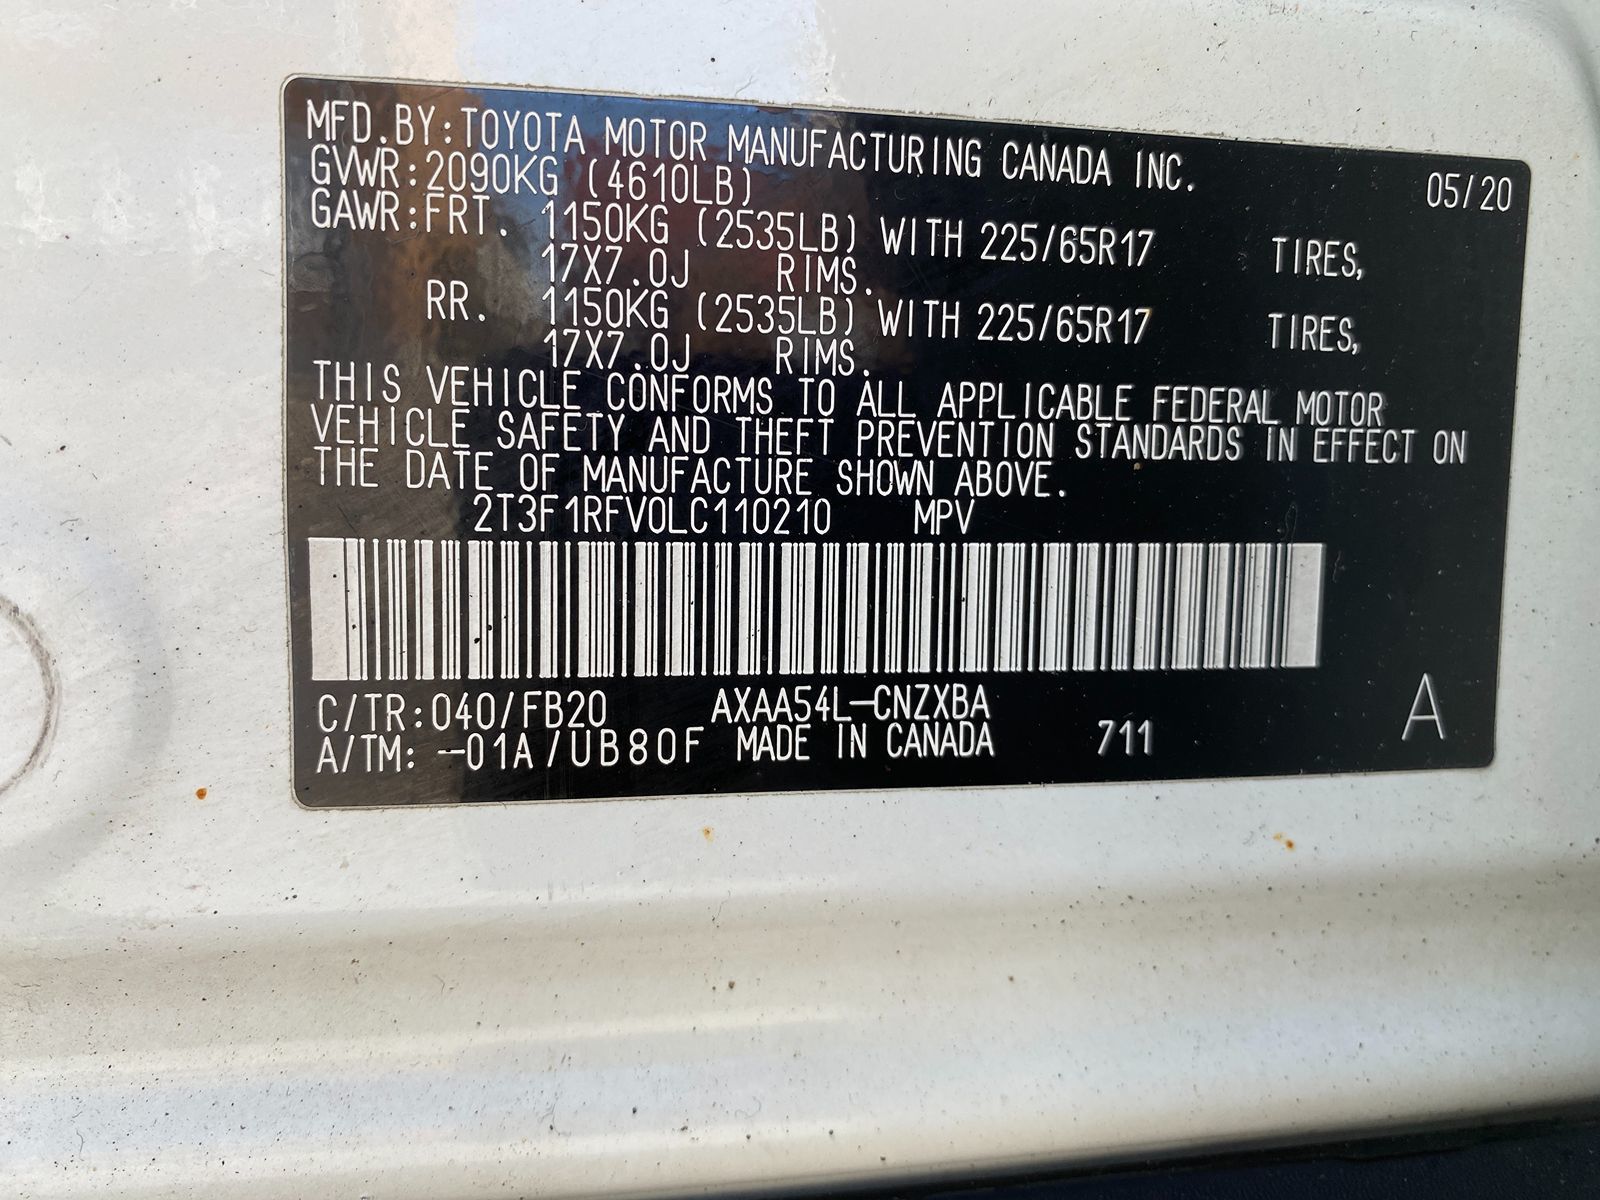 MFD.BY:TOYOTA MOTOR MANUFACTURING CANADA INC. 05/20
GVWR:2090KG (4610LB)
GAWR:FRT. 1150KG (2535LB) WITH 225/65R17 TIRES,
17X7.0J RIMS.
RR. 1150KG (2535LB) WITH 225/65R17 TIRES,
17X7.0J RIMS.
THIS VEHICLE CONFORMS TO ALL APPLICABLE FEDERAL MOTOR
VEHICLE SAFETY AND THEFT PREVENTION STANDARDS IN EFFECT ON
THE DATE OF MANUFACTURE SHOWN ABOVE.
2T3F1RFV0LC110210 MPV
C/TR:040/FB20 AXAA54L-CNZXBA A
A/TM: -01A/UB80F MADE IN CANADA 711